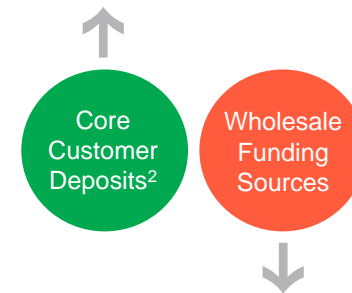 Core
Customer
Deposits²
Wholesale
Funding
Sources